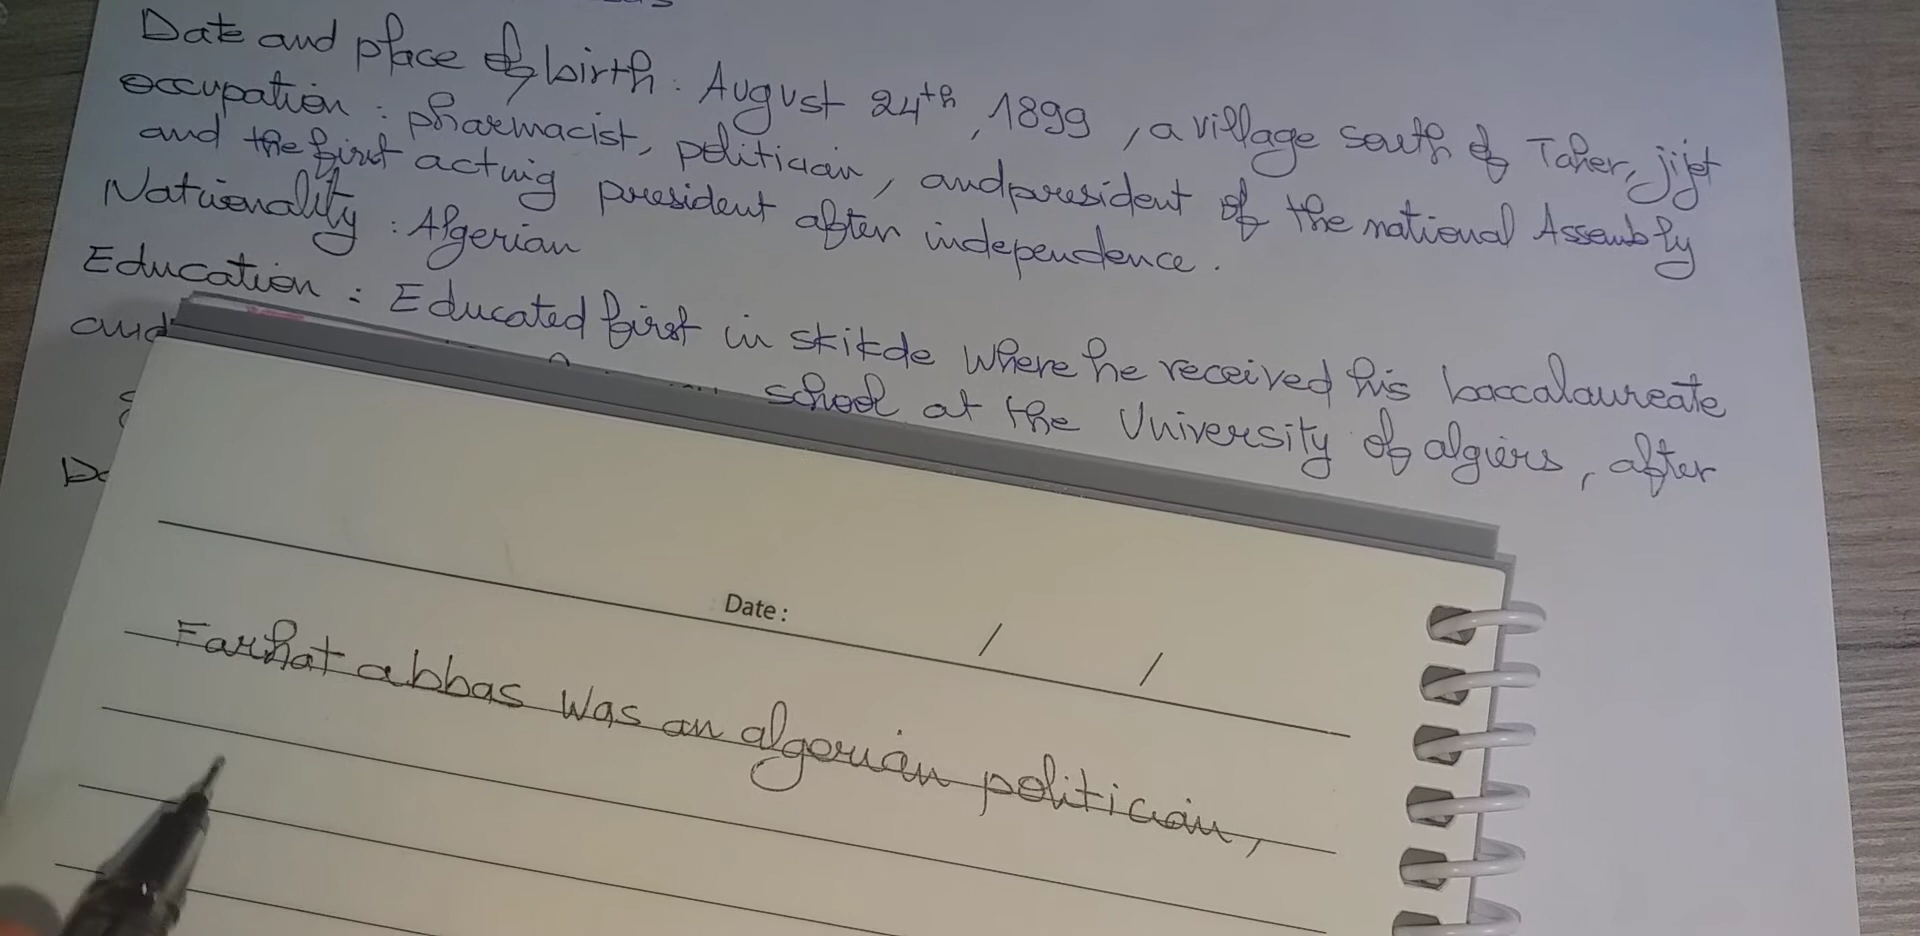 Date and place of birth : August 24th, 1899, a village south of Taher, jijel
occupation : pharmacist, politician, and president of the national Assembly
and the first acting president after independence.
Nationality : Algerian
Education : Educated first in skikde where he received his baccalaureate
and school at the University of algiers, after
Date: / /
Farhat abbas was an algerian politician,